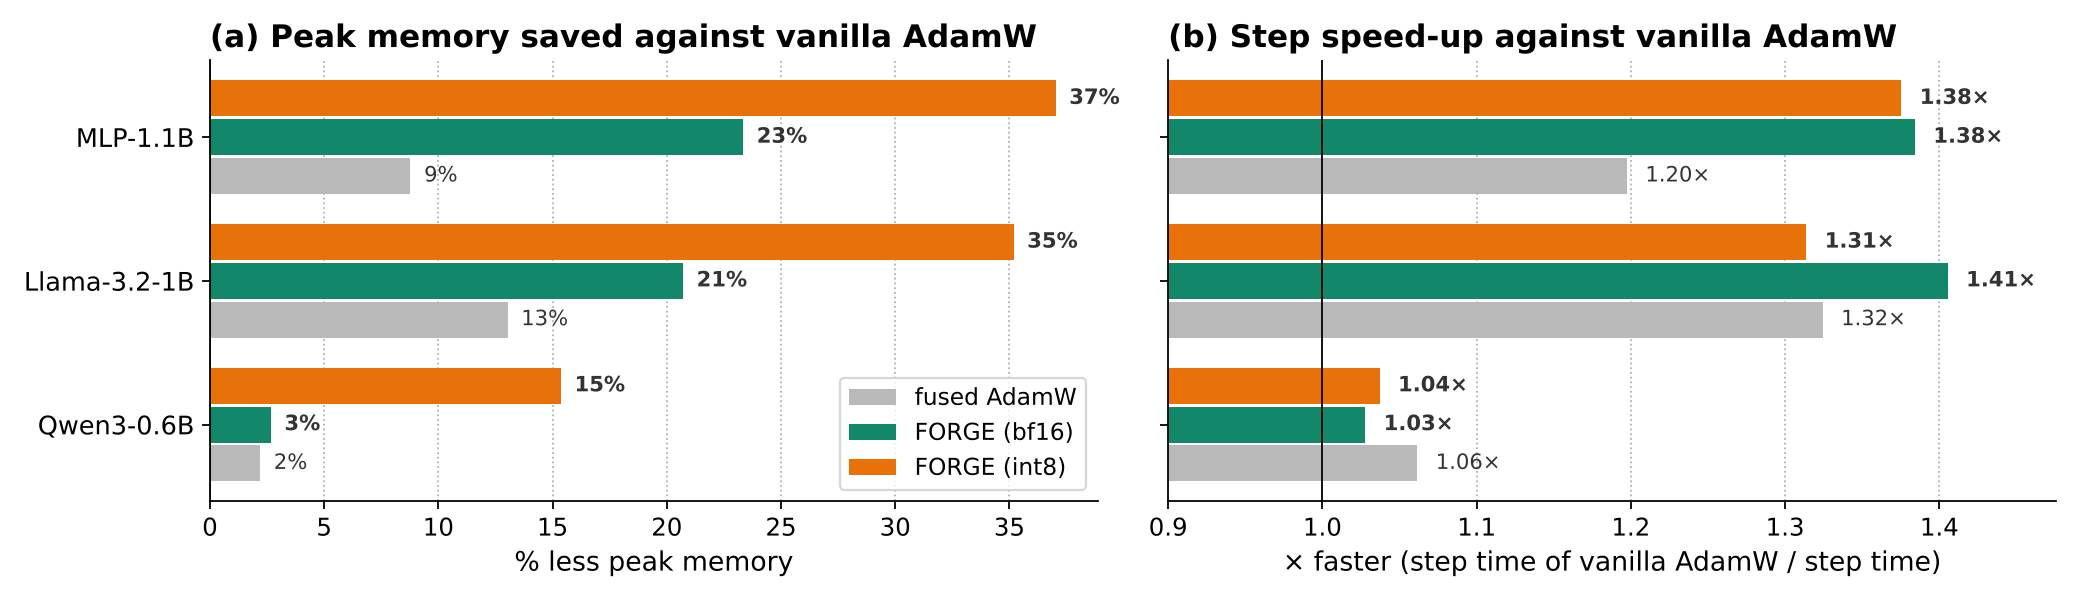 (a) Peak memory saved against vanilla AdamW
MLP-1.1B
37%
23%
9%
Llama-3.2-1B
35%
21%
13%
Qwen3-0.6B
15%
3%
2%
fused AdamW
FORGE (bf16)
FORGE (int8)
0 5 10 15 20 25 30 35
% less peak memory
(b) Step speed-up against vanilla AdamW
1.38×
1.38×
1.20×
1.31×
1.41×
1.32×
1.04×
1.03×
1.06×
0.9 1.0 1.1 1.2 1.3 1.4
× faster (step time of vanilla AdamW / step time)